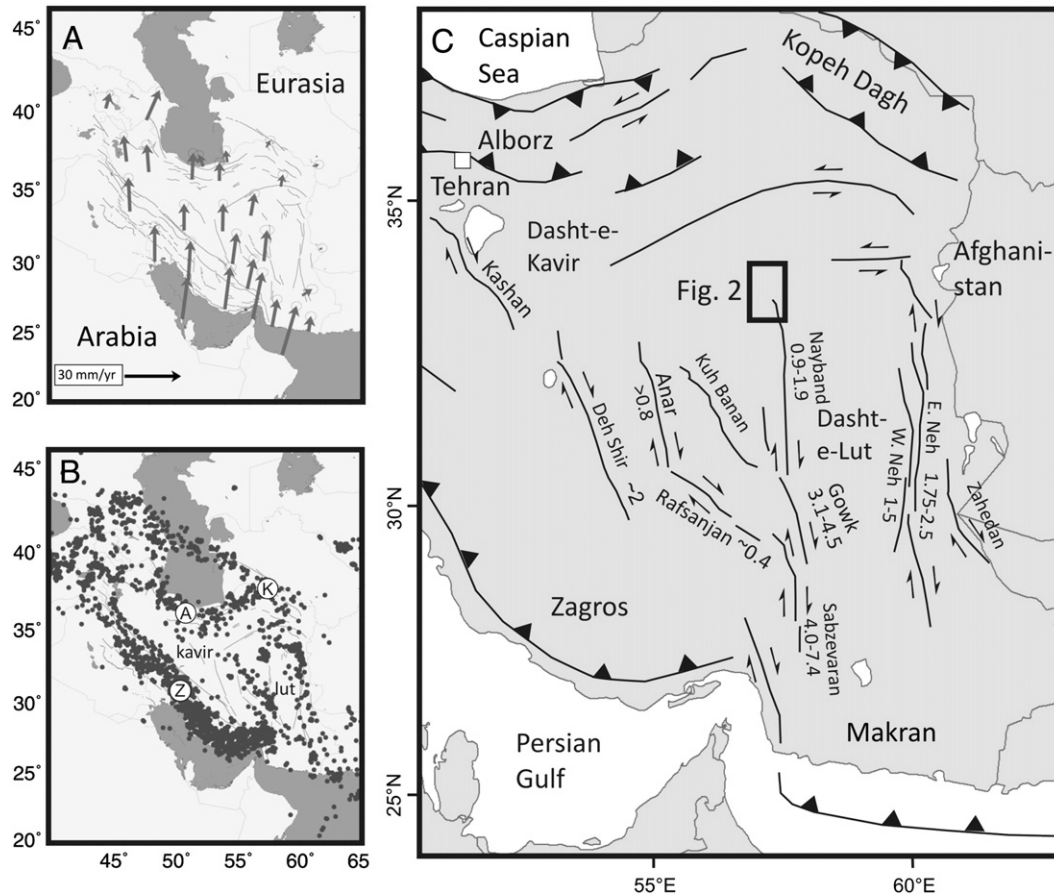 A
45°
40°
35°
30°
25°
20°
Eurasia
Arabia
30 mm/yr
B
45°
40°
35°
30°
25°
20°
K
A
kavir
Z
lut
45°
50°
55°
60°
65
C
Caspian
Sea
Kopeh Dagh
Alborz
Tehran
35°N
Dasht-e-
Kavir
Kashan
Fig. 2
Afghani-
stan
Nayband
0.9-1.9
Kuh Banan
Anar
>0.8
Deh Shir ~2
Dasht-
e-Lut
E. Neh 1.75-2.5
W. Neh 1-5
Zahedan
30°N
Rafsanjan ~0.4
Gowk
3.1-4.5
Sabzevaran
4.0-7.4
Zagros
Makran
Persian
Gulf
25°N
55°E
60°E